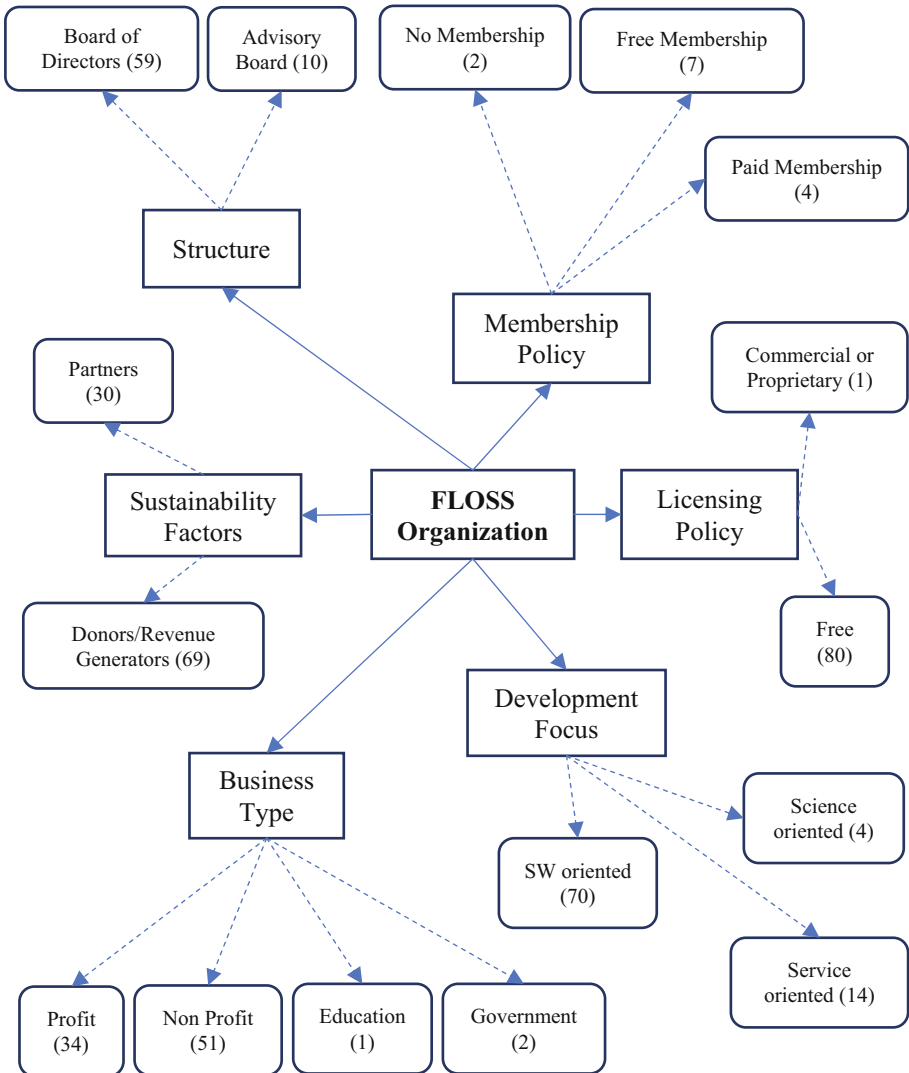 Board of
Directors (59)
Advisory
Board (10)
No Membership
(2)
Free Membership
(7)
Paid Membership
(4)
Structure
Membership
Policy
Partners
(30)
Commercial or
Proprietary (1)
Sustainability
Factors
FLOSS
Organization
Licensing
Policy
Donors/Revenue
Generators (69)
Free
(80)
Development
Focus
Business
Type
Science
oriented (4)
SW oriented
(70)
Service
oriented (14)
Profit
(34)
Non Profit
(51)
Education
(1)
Government
(2)